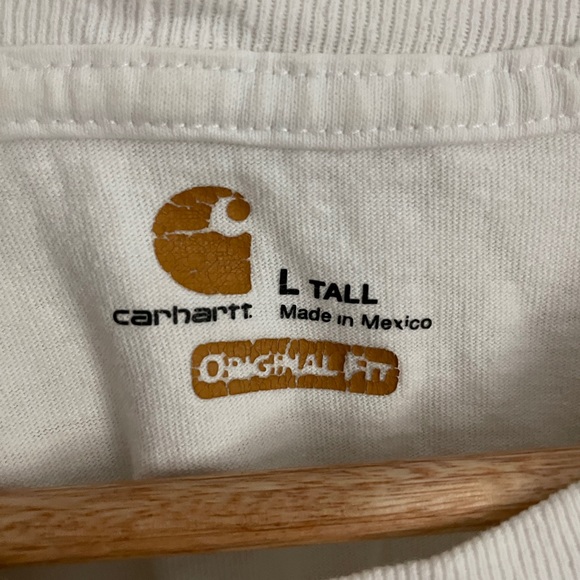 carhartt
L TALL
Made in Mexico
ORIGINAL FIT